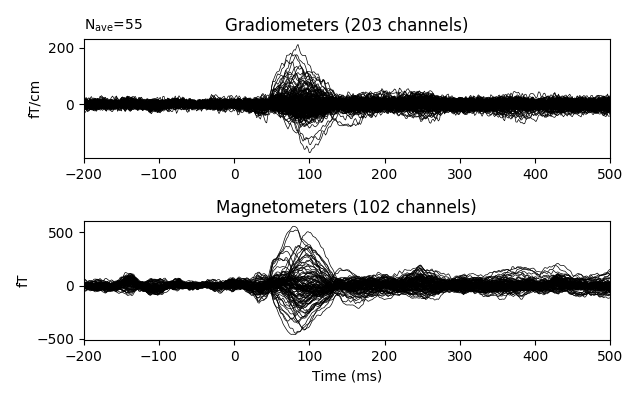 N_ave=55
Gradiometers (203 channels)
200
0
fT/cm
−200 −100 0 100 200 300 400 500
Magnetometers (102 channels)
500
0
−500
fT
−200 −100 0 100 200 300 400 500
Time (ms)